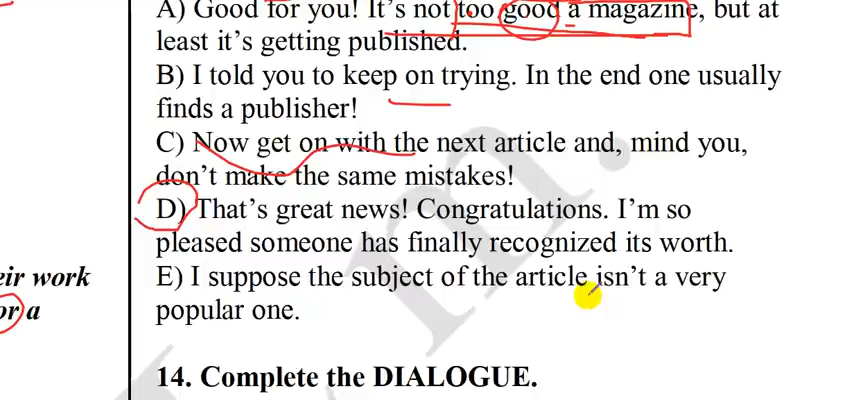 A) Good for you! It's not too good a magazine, but at
least it's getting published.
B) I told you to keep on trying. In the end one usually
finds a publisher!
C) Now get on with the next article and, mind you,
don't make the same mistakes!
D) That's great news! Congratulations. I'm so
pleased someone has finally recognized its worth.
eir work
E) I suppose the subject of the article isn't a very
or a
popular one.
14. Complete the DIALOGUE.